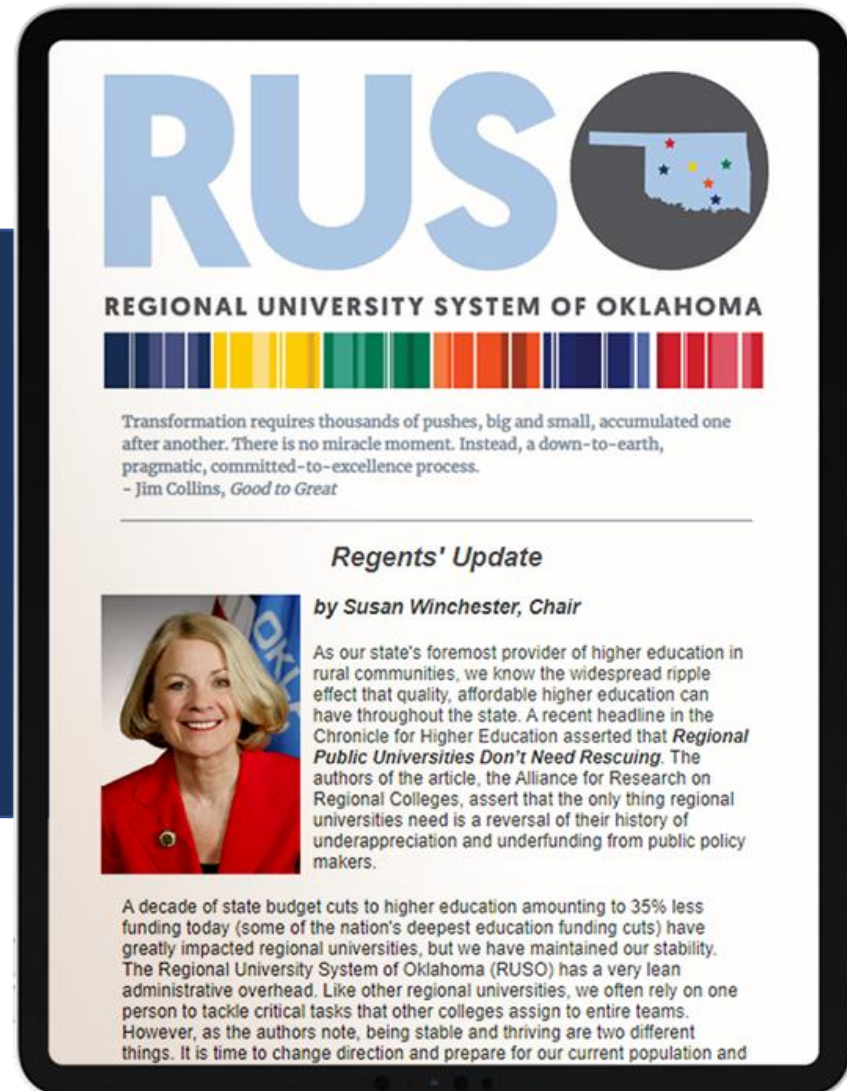 RUSO
REGIONAL UNIVERSITY SYSTEM OF OKLAHOMA
Transformation requires thousands of pushes, big and small, accumulated one
after another. There is no miracle moment. Instead, a down-to-earth,
pragmatic, committed-to-excellence process.
- Jim Collins, Good to Great
Regents' Update
by Susan Winchester, Chair
As our state's foremost provider of higher education in
rural communities, we know the widespread ripple
effect that quality, affordable higher education can
have throughout the state. A recent headline in the
Chronicle for Higher Education asserted that Regional
Public Universities Don't Need Rescuing. The
authors of the article, the Alliance for Research on
Regional Colleges, assert that the only thing regional
universities need is a reversal of their history of
underappreciation and underfunding from public policy
makers.
A decade of state budget cuts to higher education amounting to 35% less
funding today (some of the nation's deepest education funding cuts) have
greatly impacted regional universities, but we have maintained our stability.
The Regional University System of Oklahoma (RUSO) has a very lean
administrative overhead. Like other regional universities, we often rely on one
person to tackle critical tasks that other colleges assign to entire teams.
However, as the authors note, being stable and thriving are two different
things. It is time to change direction and prepare for our current population and